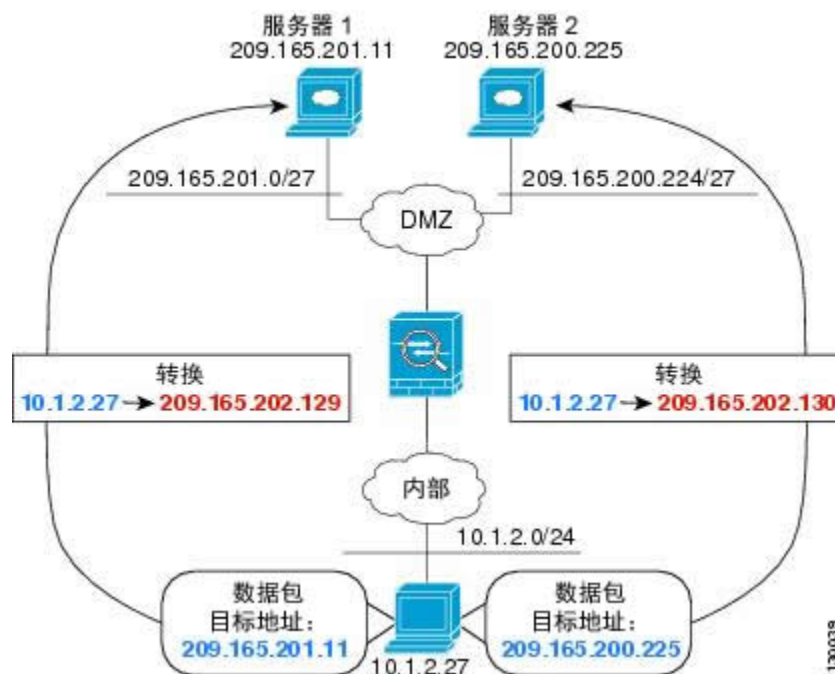 服务器 1
209.165.201.11
服务器 2
209.165.200.225
209.165.201.0/27
209.165.200.224/27
DMZ
转换
10.1.2.27 → 209.165.202.129
转换
10.1.2.27 → 209.165.202.130
内部
10.1.2.0/24
数据包
目标地址：
209.165.201.11
数据包
目标地址：
209.165.200.225
10.1.2.27
130039